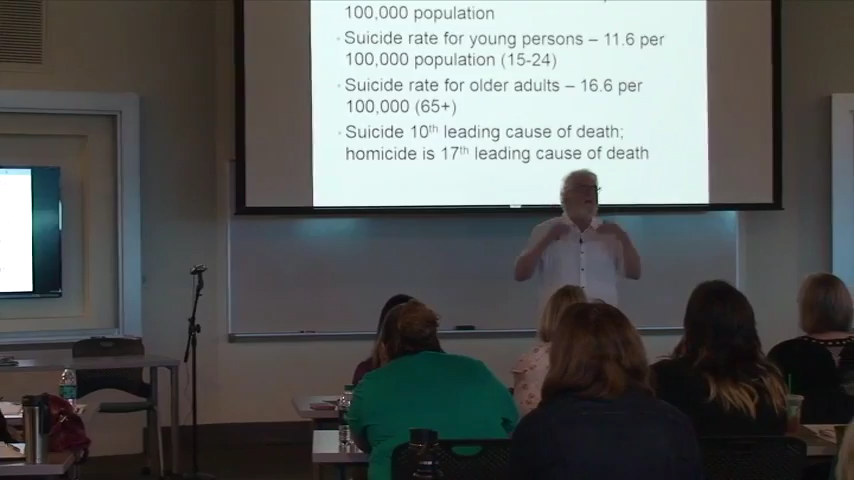 100,000 population
Suicide rate for young persons – 11.6 per
100,000 population (15-24)
Suicide rate for older adults – 16.6 per
100,000 (65+)
Suicide 10th leading cause of death;
homicide is 17th leading cause of death